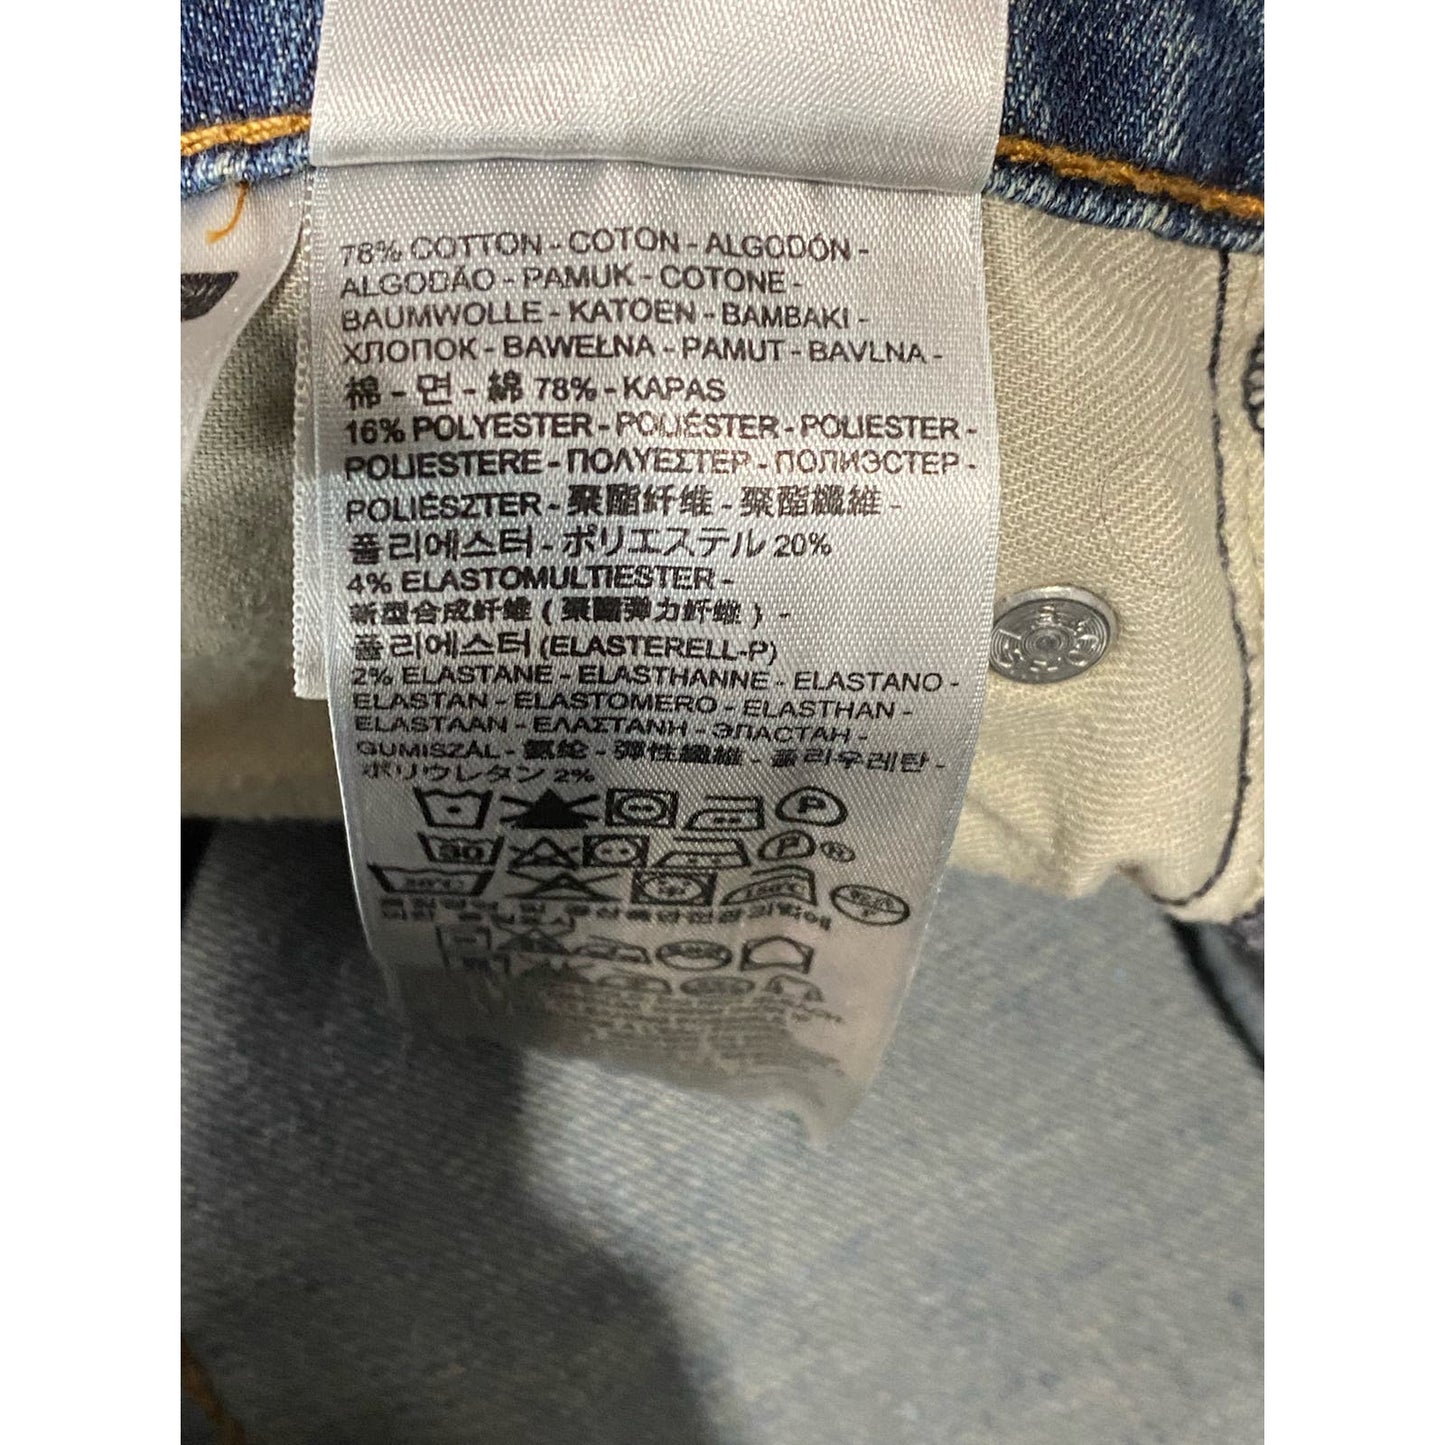 78% COTTON - COTON - ALGODÓN -
ALGODÃO - PAMUK - COTONE -
BAUMWOLLE - KATOEN - BAMBAKI -
ХЛОПОК - BAWEŁNA - PAMUT - BAVLNA -
棉 - 면 - 綿 78% - KAPAS
16% POLYESTER - POLIÉSTER - POLIESTER -
POLIESTERE - ΠΟΛΥΕΣΤΕΡ - ПОЛИЭСТЕР -
POLIÉSZTER - 聚酯纤维 - 聚酯纖維 -
폴리에스터 - ポリエステル 20%
4% ELASTOMULTIESTER -
新型合成纤维 ( 聚酯弹力纤维 ) -
폴리에스터 (ELASTERELL-P)
2% ELASTANE - ELASTHANNE - ELASTANO -
ELASTAN - ELASTOMERO - ELASTHAN -
ELASTAAN - ΕΛΑΣΤΑΝΗ - ЭЛАСТАН -
GUMISZÁL - 氨纶 - 彈性纖維 - 폴리우레탄 -
ポリウレタン 2%
P
30 P